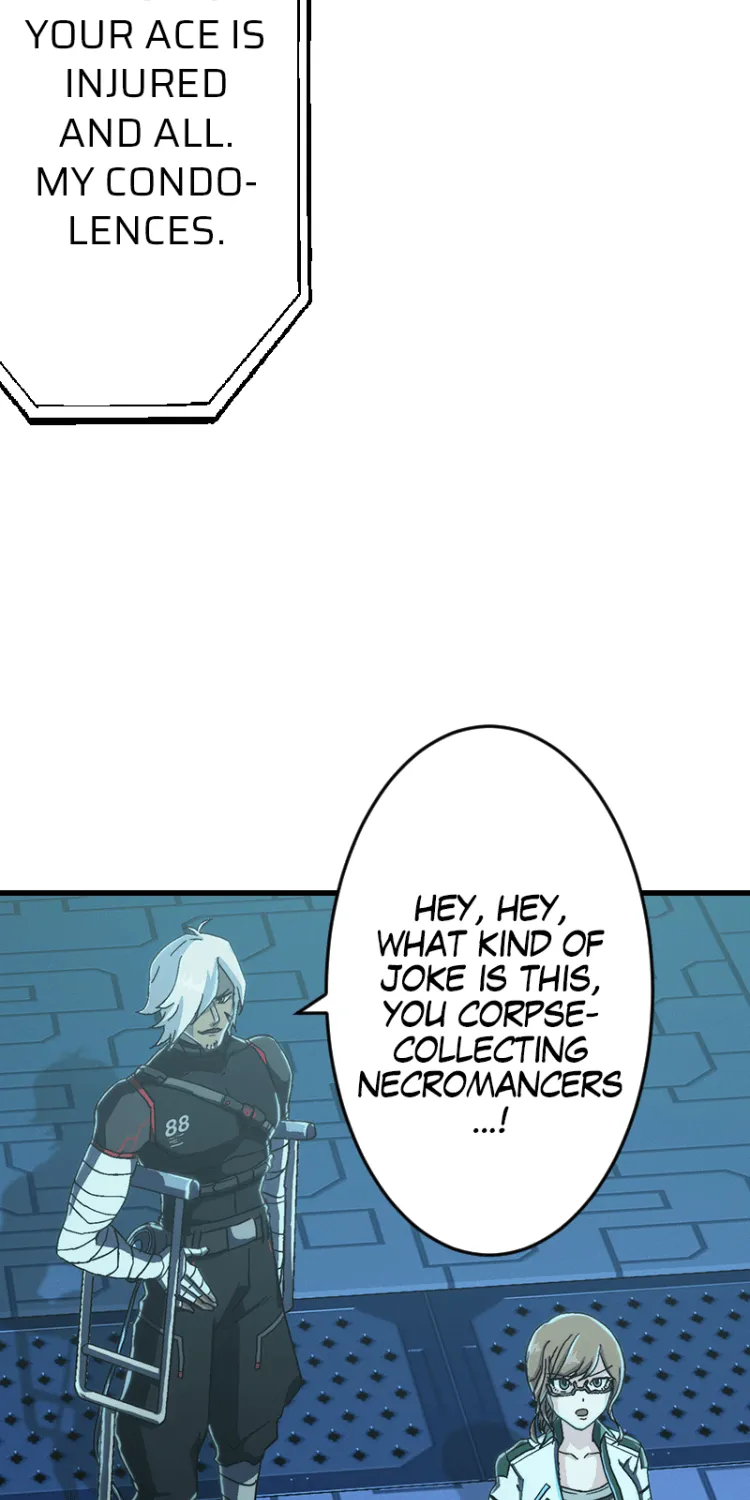 YOUR ACE IS
INJURED
AND ALL.
MY CONDO-
LENCES.
HEY, HEY,
WHAT KIND OF
JOKE IS THIS,
YOU CORPSE-
COLLECTING
NECROMANCERS
...!
88